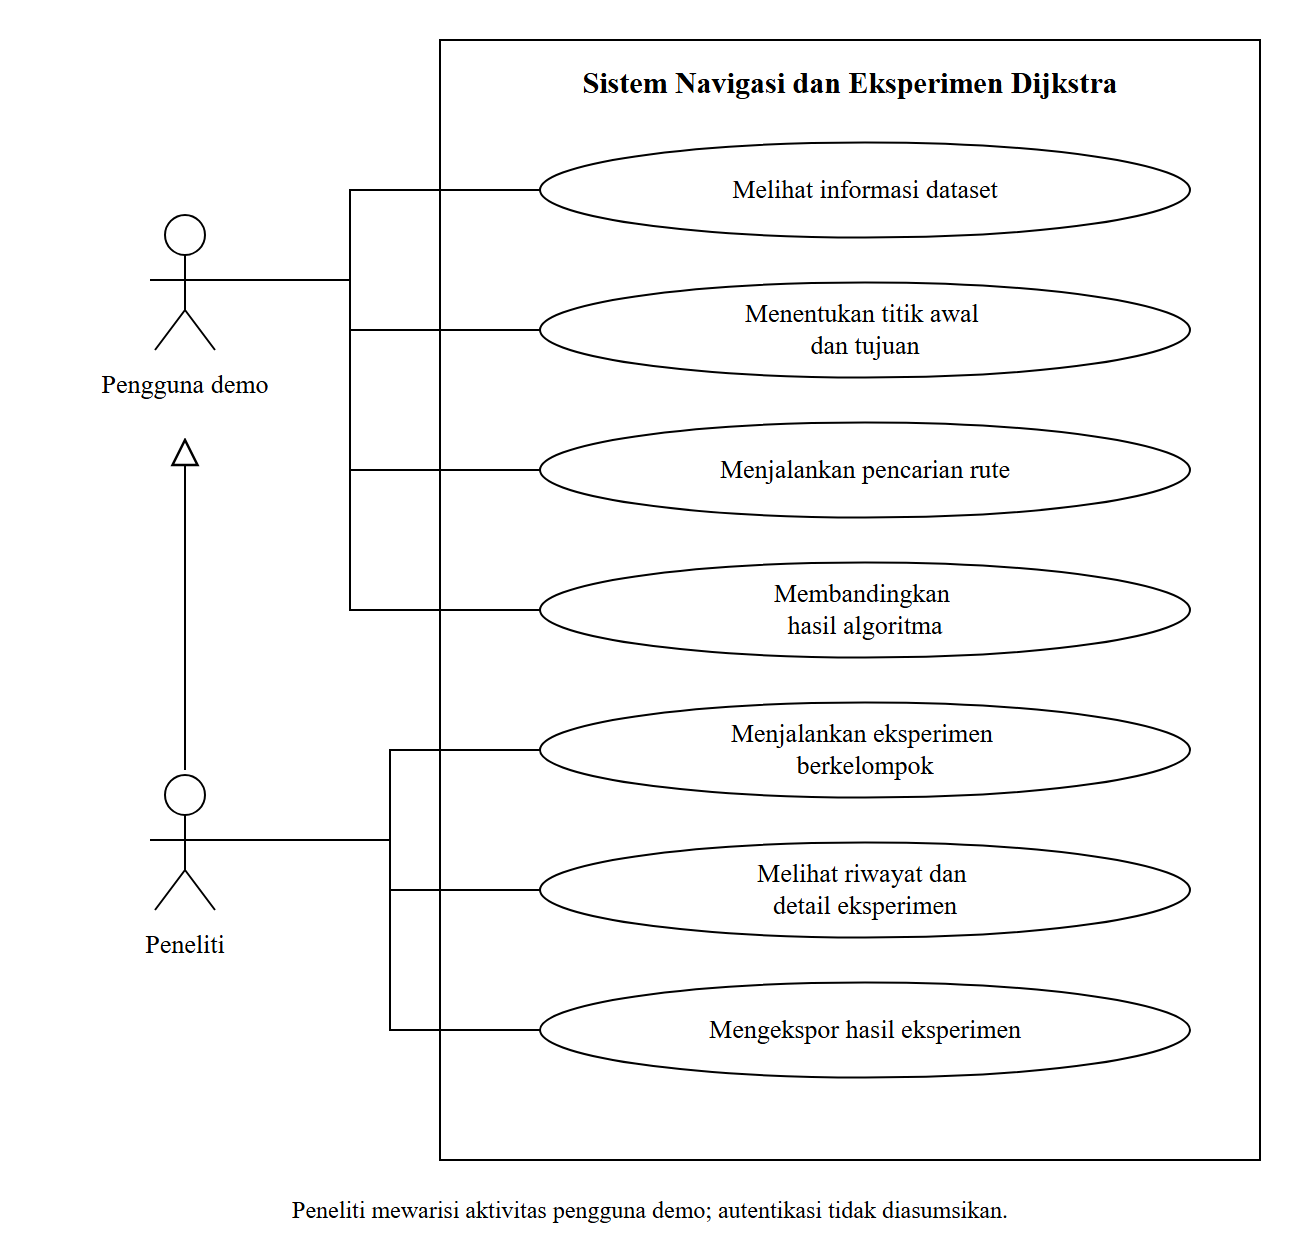 Sistem Navigasi dan Eksperimen Dijkstra
Melihat informasi dataset
Menentukan titik awal
dan tujuan
Pengguna demo
Menjalankan pencarian rute
Membandingkan
hasil algoritma
Menjalankan eksperimen
berkelompok
Melihat riwayat dan
detail eksperimen
Peneliti
Mengekspor hasil eksperimen
Peneliti mewarisi aktivitas pengguna demo; autentikasi tidak diasumsikan.